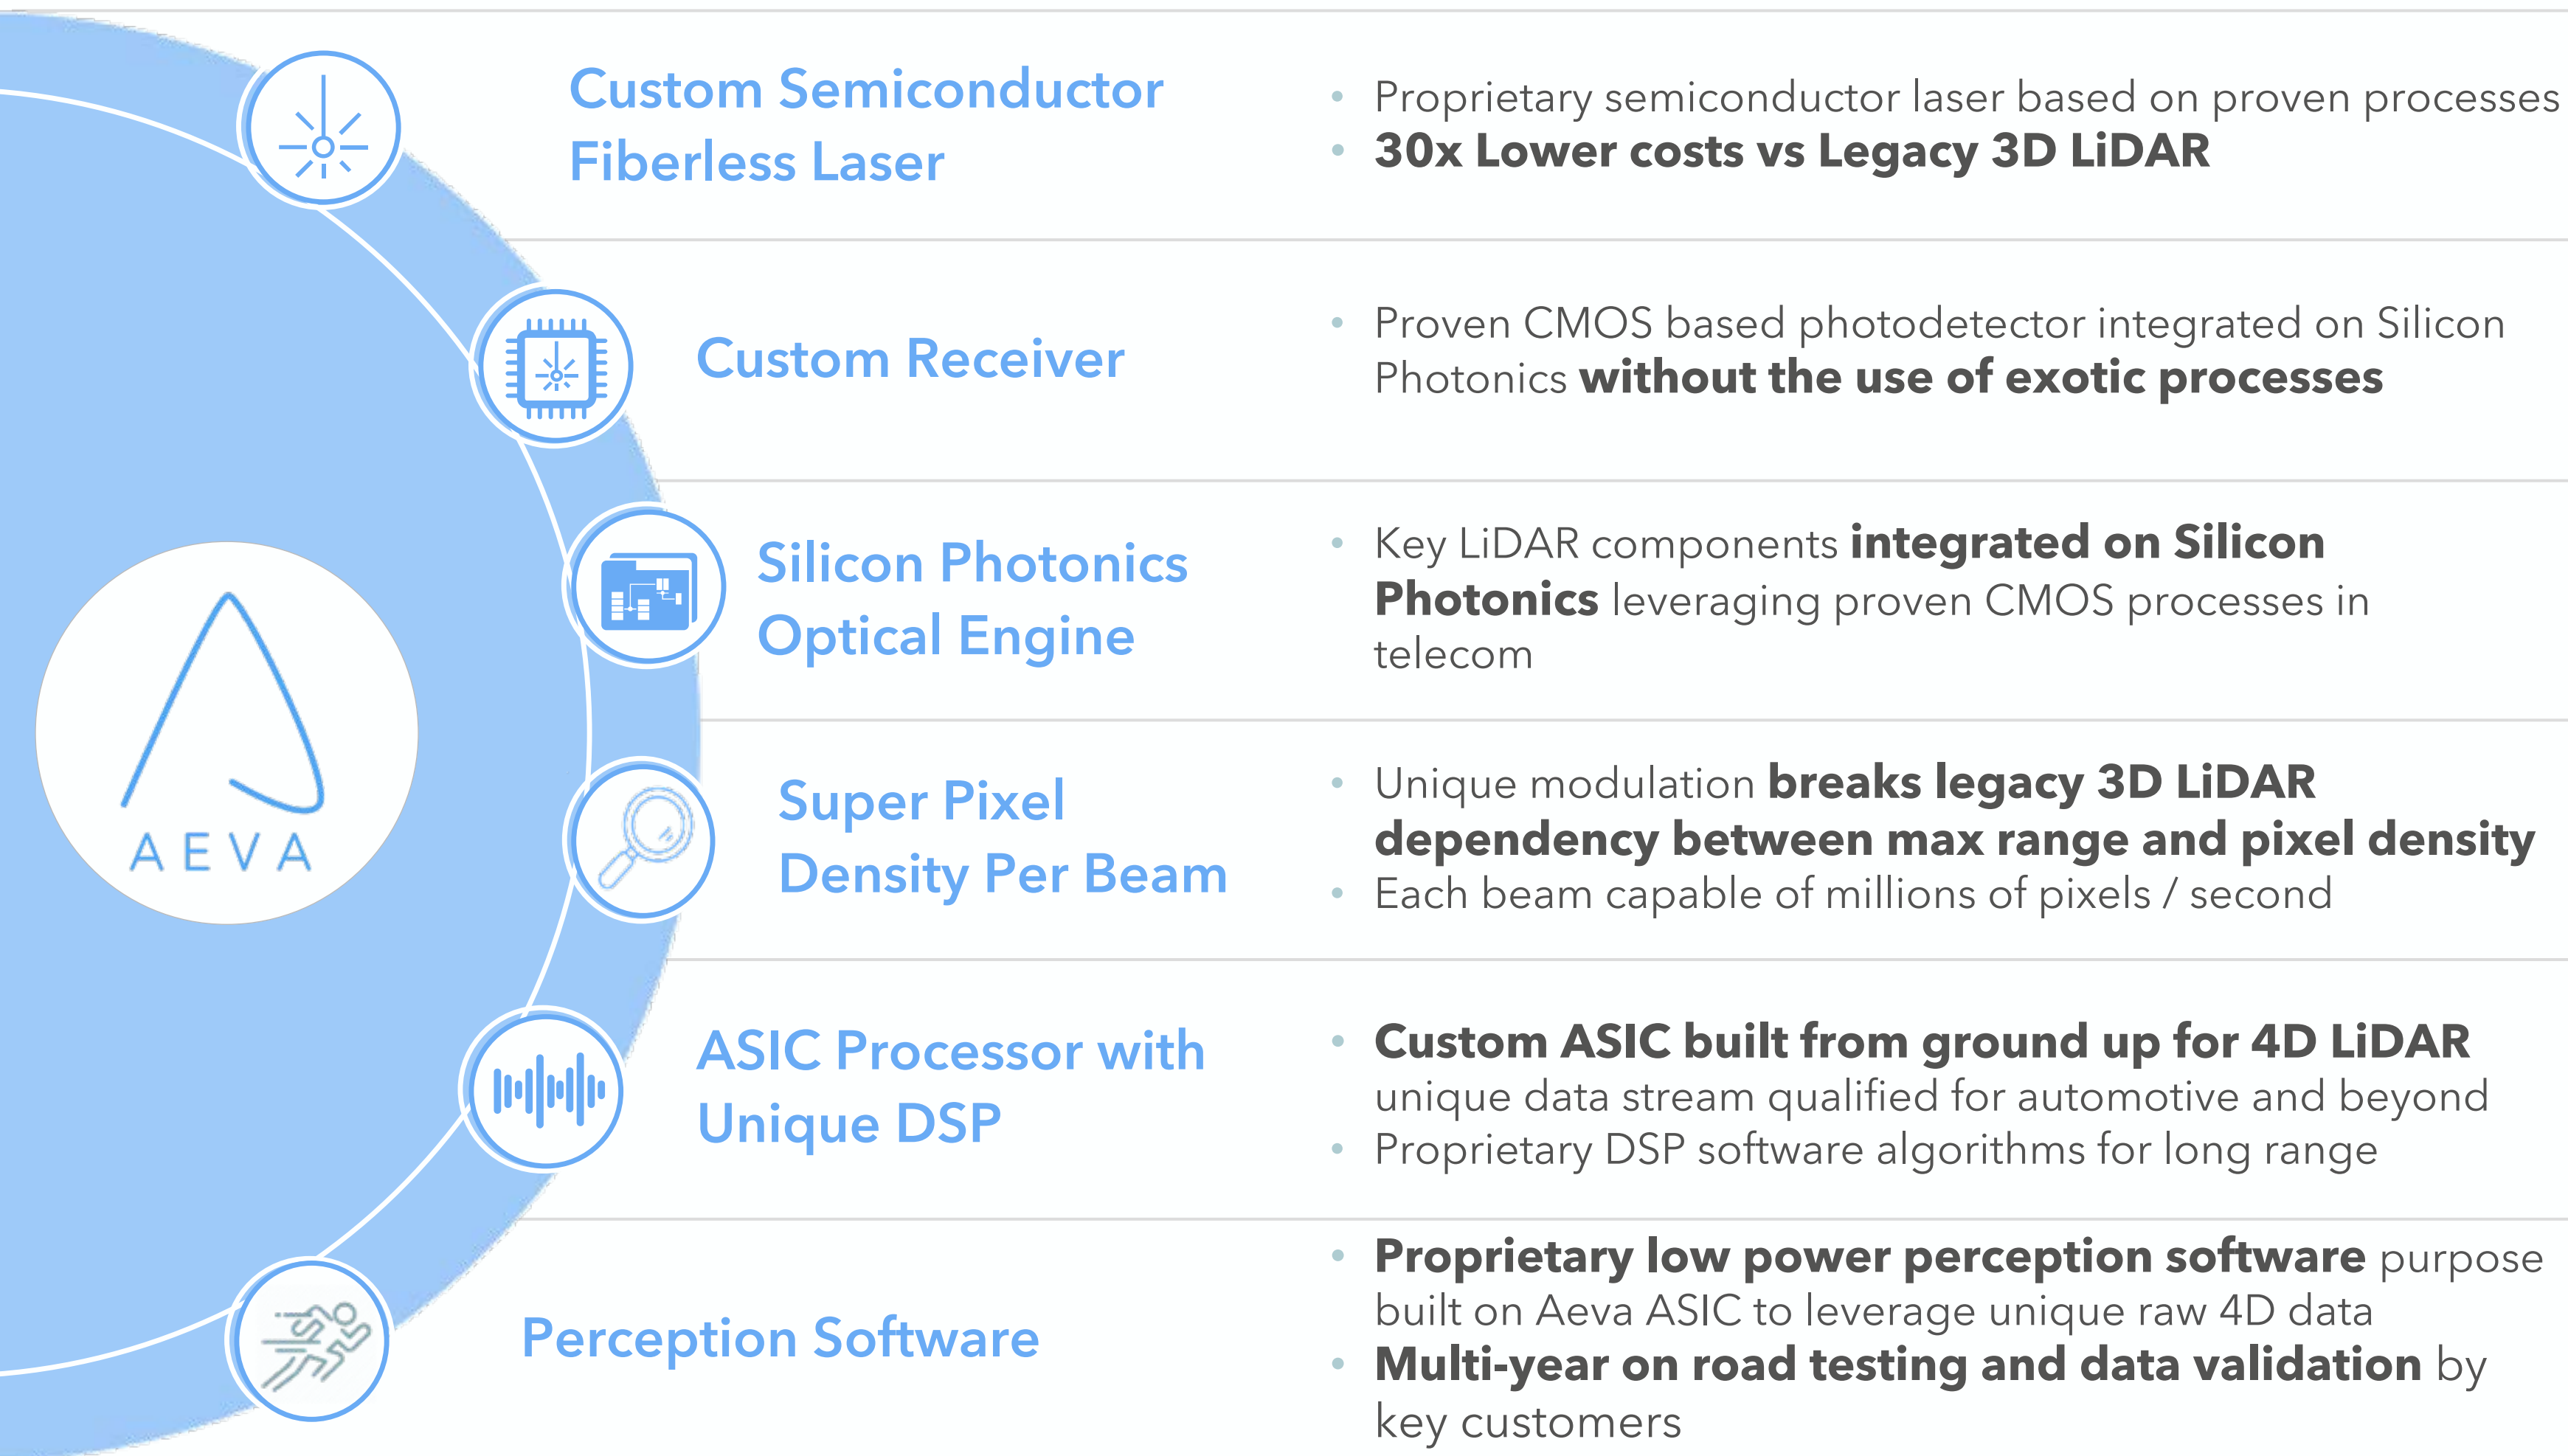 Custom Semiconductor
Fiberless Laser
• Proprietary semiconductor laser based on proven processes
• 30x Lower costs vs Legacy 3D LiDAR
Custom Receiver
• Proven CMOS based photodetector integrated on Silicon
Photonics without the use of exotic processes
Silicon Photonics
Optical Engine
• Key LiDAR components integrated on Silicon
Photonics leveraging proven CMOS processes in
telecom
AEVA
Super Pixel
Density Per Beam
• Unique modulation breaks legacy 3D LiDAR
dependency between max range and pixel density
• Each beam capable of millions of pixels / second
ASIC Processor with
Unique DSP
• Custom ASIC built from ground up for 4D LiDAR
unique data stream qualified for automotive and beyond
• Proprietary DSP software algorithms for long range
Perception Software
• Proprietary low power perception software purpose
built on Aeva ASIC to leverage unique raw 4D data
• Multi-year on road testing and data validation by
key customers